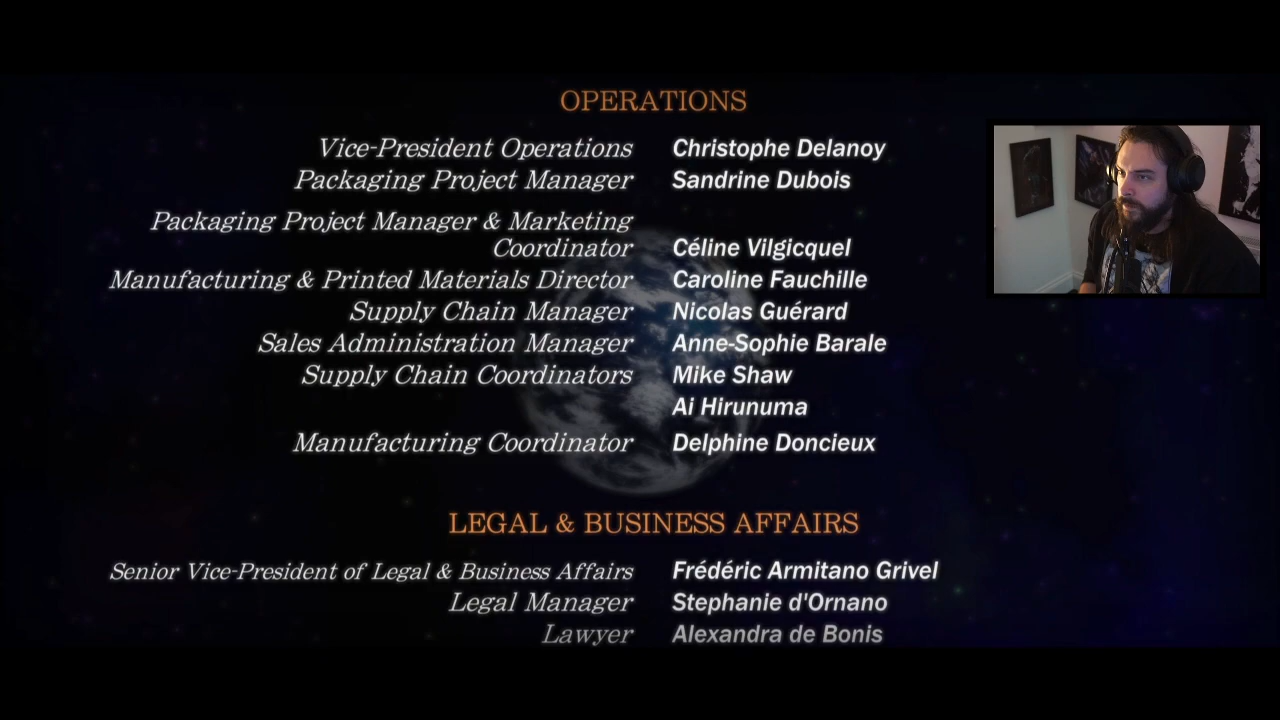 OPERATIONS
Vice-President Operations Christophe Delanoy
Packaging Project Manager Sandrine Dubois
Packaging Project Manager & Marketing
Coordinator Céline Vilgicquel
Manufacturing & Printed Materials Director Caroline Fauchille
Supply Chain Manager Nicolas Guérard
Sales Administration Manager Anne-Sophie Barale
Supply Chain Coordinators Mike Shaw
Ai Hirunuma
Manufacturing Coordinator Delphine Doncieux
LEGAL & BUSINESS AFFAIRS
Senior Vice-President of Legal & Business Affairs Frédéric Armitano Grivel
Legal Manager Stephanie d'Ornano
Lawyer Alexandra de Bonis